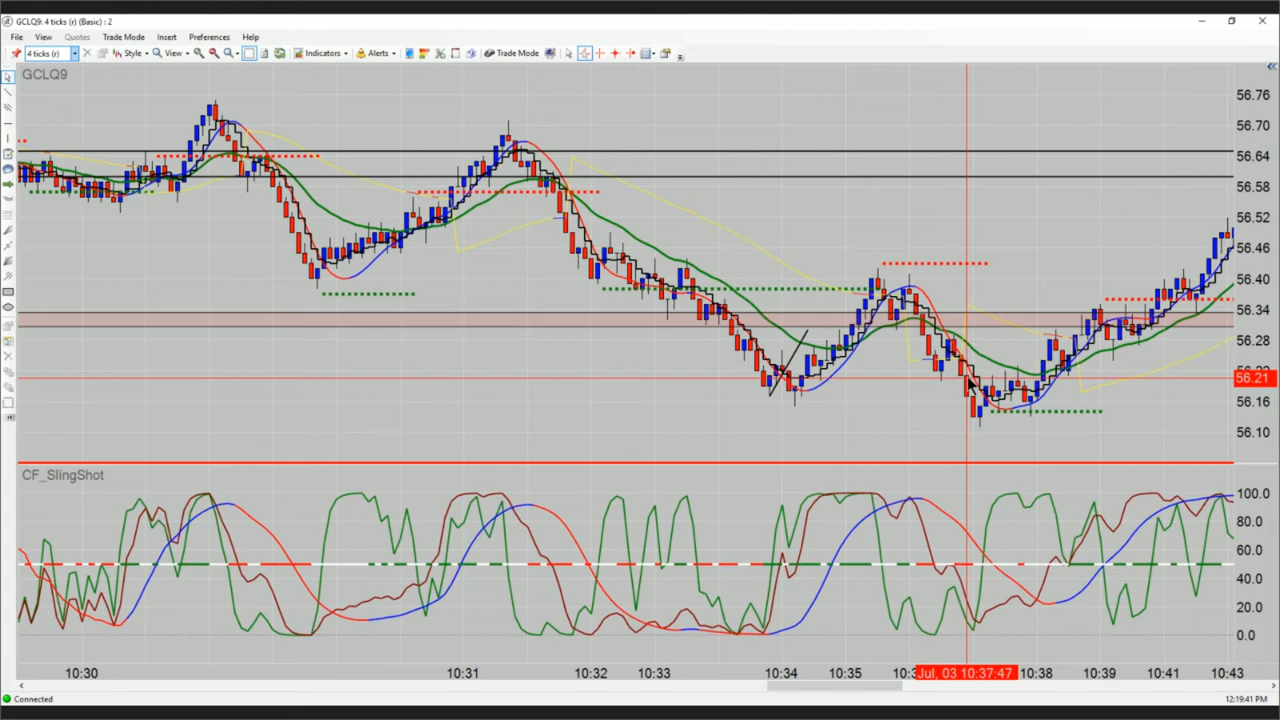 GCLQ9: 4 ticks (r) (Basic) : 2
File View Quotes Trade Mode Insert Preferences Help
4 ticks (r) Style View Indicators Alerts Trade Mode
GCLQ9
56.76
56.70
56.64
56.58
56.52
56.46
56.40
56.34
56.28
56.21
56.16
56.10
CF_SlingShot
100.0
80.0
60.0
40.0
20.0
0.0
10:30 10:31 10:32 10:33 10:34 10:35 Jul, 03 10:37:47 10:38 10:39 10:41 10:43
Connected 12:19:41 PM